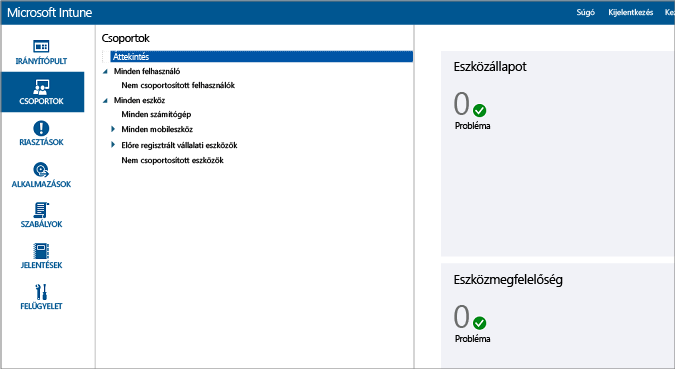 Microsoft Intune
Súgó Kijelentkezés
IRÁNYÍTÓPULT
CSOPORTOK
RIASZTÁSOK
ALKALMAZÁSOK
SZABÁLYOK
JELENTÉSEK
FELÜGYELET
Csoportok
Áttekintés
Minden felhasználó
Nem csoportosított felhasználók
Minden eszköz
Minden számítógép
Minden mobileszköz
Előre regisztrált vállalati eszközök
Nem csoportosított eszközök
Eszközállapot
0
Probléma
Eszközmegfelelőség
0
Probléma